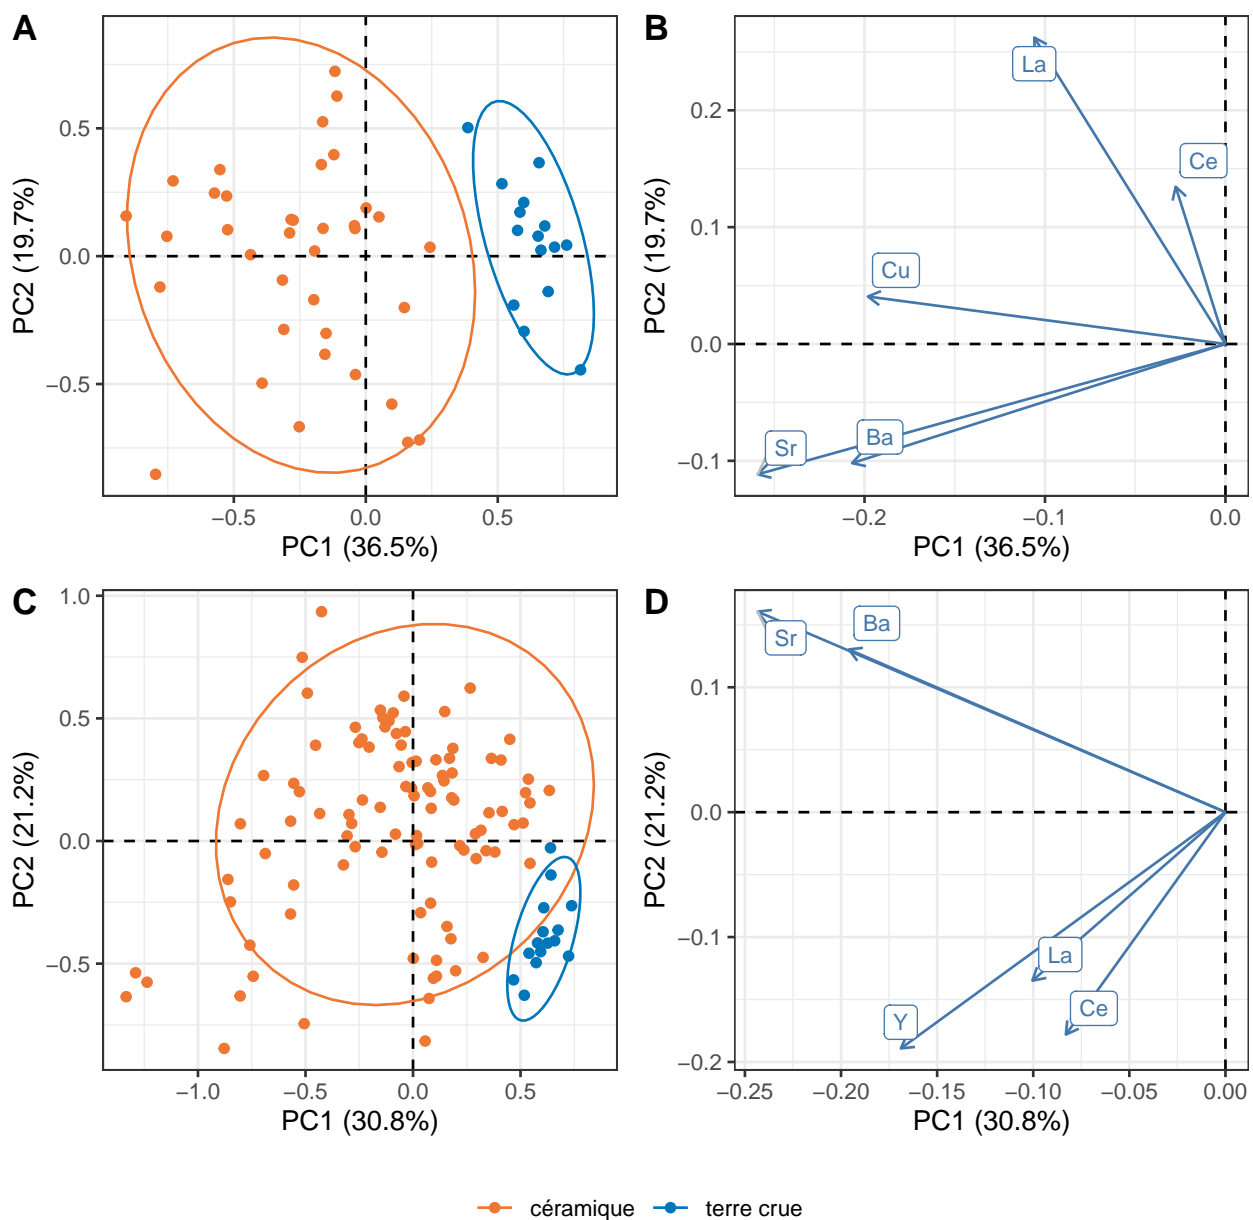 A
B
0.5
0.0
−0.5
PC2 (19.7%)
−0.5
0.0
0.5
PC1 (36.5%)
0.2
0.1
0.0
−0.1
PC2 (19.7%)
La
Ce
Cu
Ba
Sr
−0.2
−0.1
0.0
PC1 (36.5%)
C
D
1.0
0.5
0.0
−0.5
PC2 (21.2%)
−1.0
−0.5
0.0
0.5
PC1 (30.8%)
0.1
0.0
−0.1
−0.2
PC2 (21.2%)
Ba
Sr
La
Ce
Y
−0.25
−0.20
−0.15
−0.10
−0.05
0.00
PC1 (30.8%)
céramique
terre crue